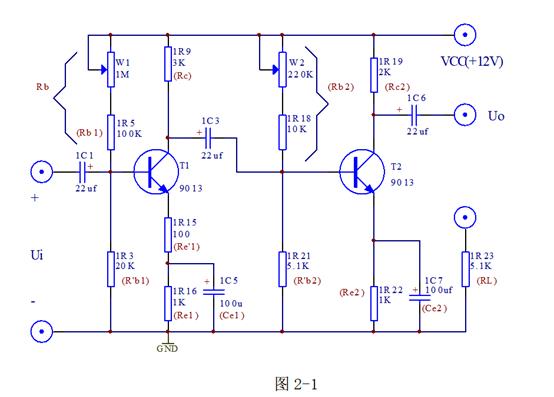 W1
1M
1R9
3K
(Rc)
W2
220K
1R19
2K
(Rc2)
VCC(+12V)
Rb
(Rb1)
1R5
100K
1C3
+
22uf
1R18
10K
(Rb2)
1C6
+
22uf
Uo
1C1
+
22uf
T1
9013
T2
9013
+
Ui
-
1R15
100
(Re'1)
1R3
20K
(R'b1)
1R16
1K
(Re1)
+
1C5
100u
(Ce1)
1R21
5.1K
(R'b2)
(Re2)
1R22
1K
+
1C7
100uf
(Ce2)
1R23
5.1K
(RL)
GND
图 2-1